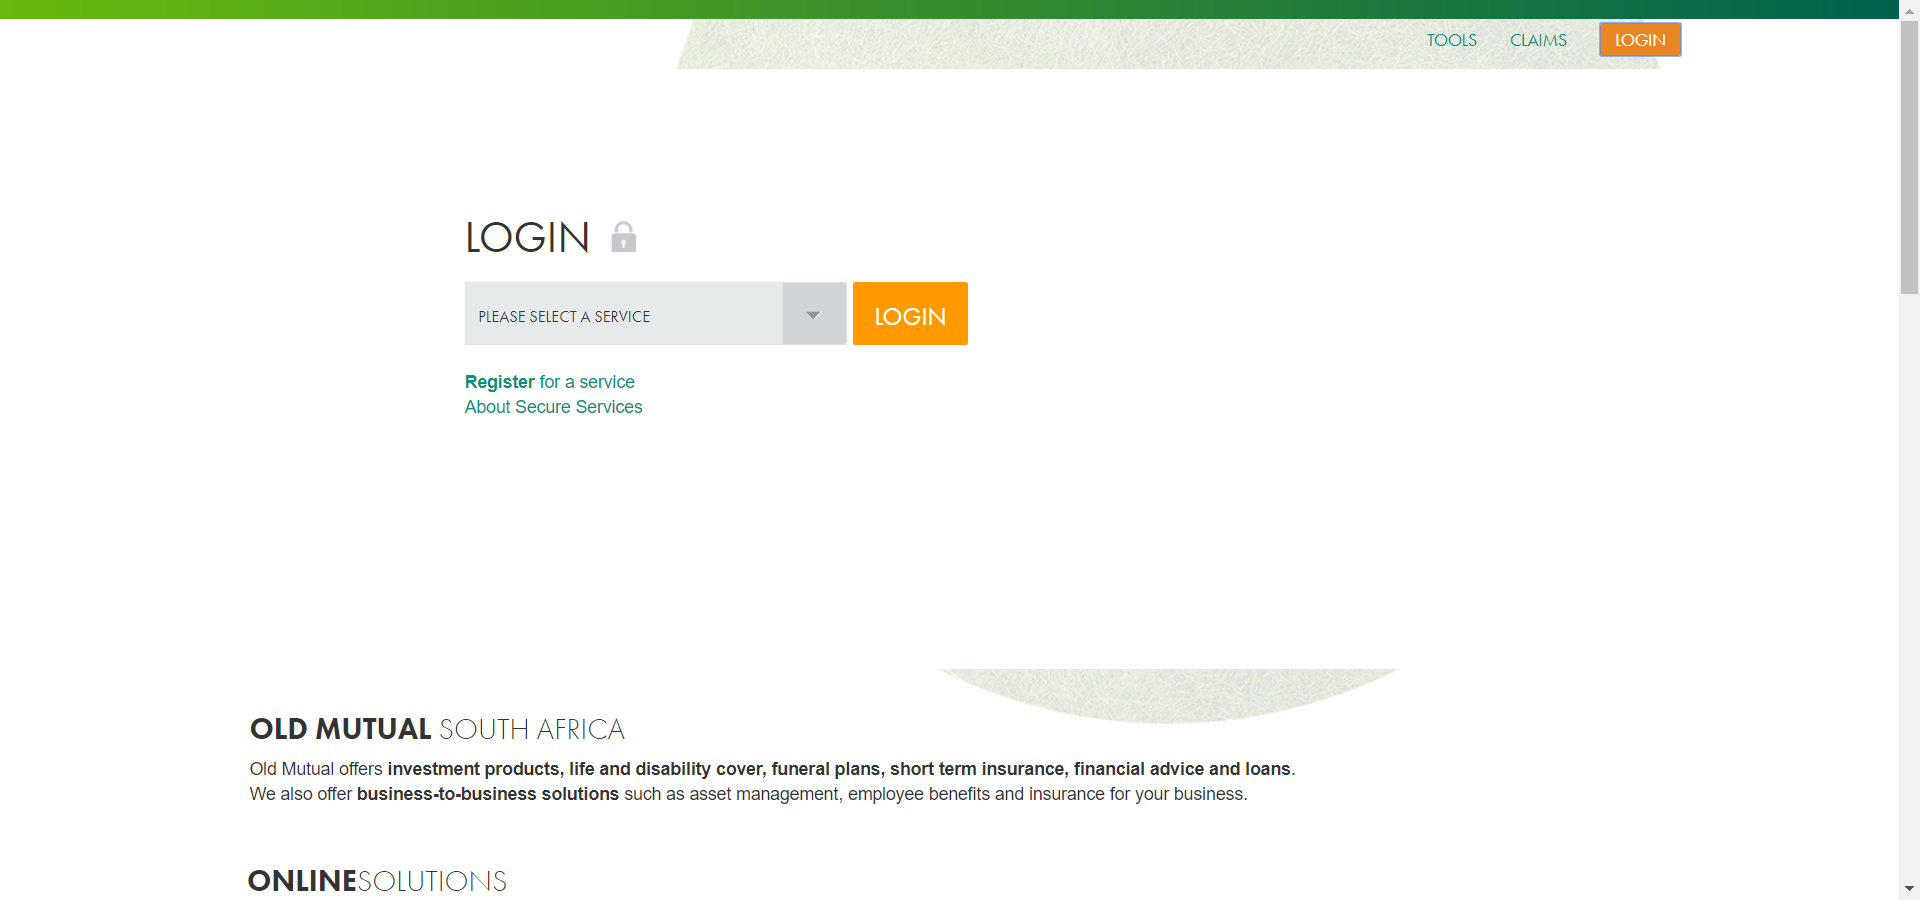 TOOLS CLAIMS LOGIN
LOGIN
PLEASE SELECT A SERVICE LOGIN
Register for a service
About Secure Services
OLD MUTUAL SOUTH AFRICA
Old Mutual offers investment products, life and disability cover, funeral plans, short term insurance, financial advice and loans.
We also offer business-to-business solutions such as asset management, employee benefits and insurance for your business.
ONLINESOLUTIONS